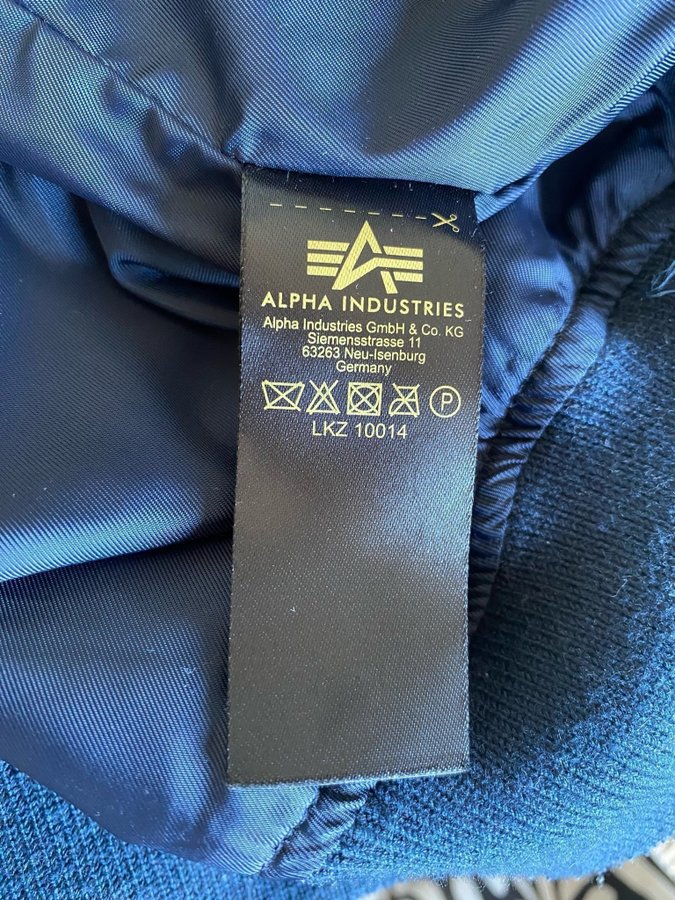 ALPHA INDUSTRIES
Alpha Industries GmbH & Co. KG
Siemensstrasse 11
63263 Neu-Isenburg
Germany
P
LKZ 10014